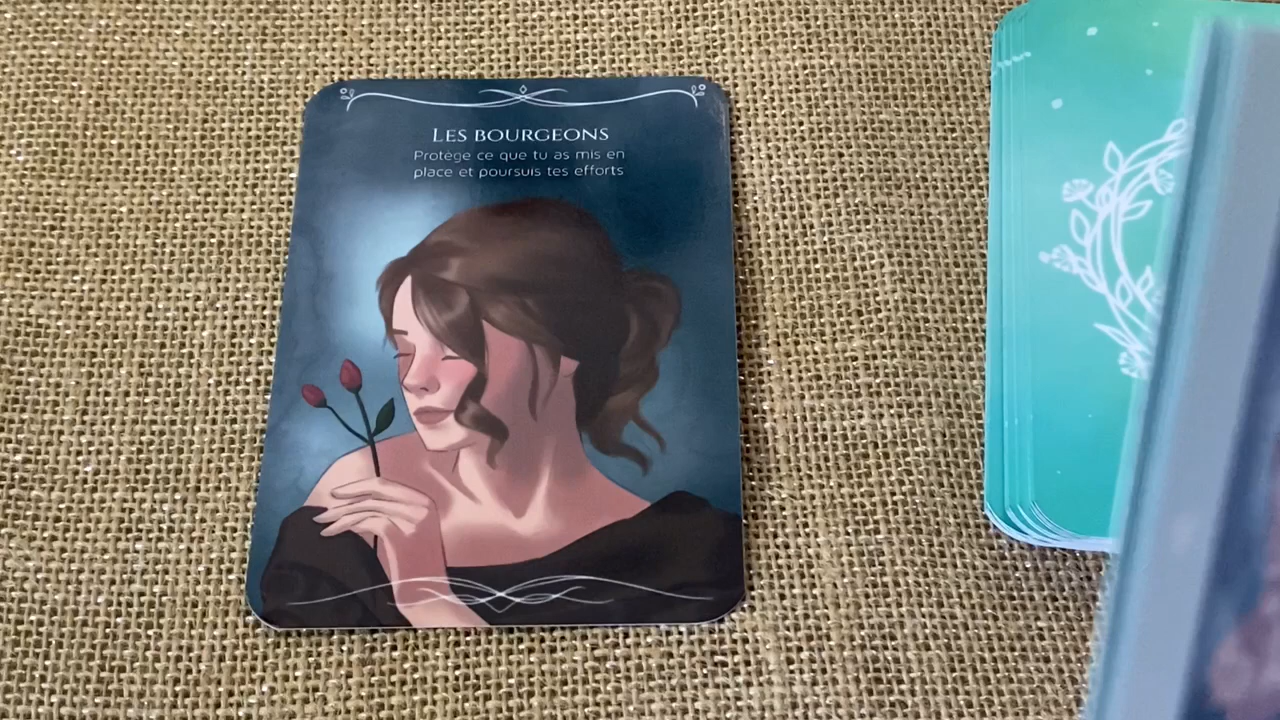 Les bourgeons
Protège ce que tu as mis en
place et poursuis tes efforts